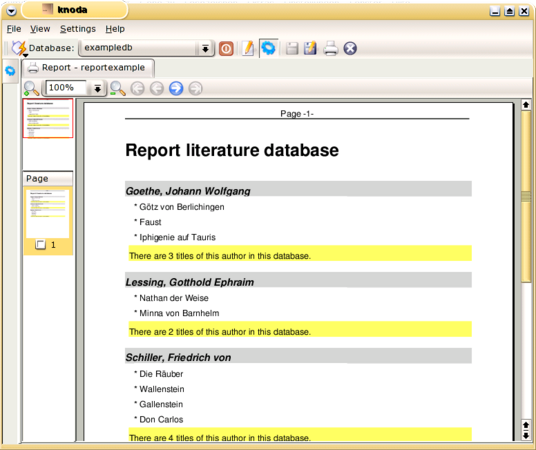 knoda
File View Settings Help
Database: exampledb
Report - reportexample
100%
Page -1-
Report literature database
Goethe, Johann Wolfgang
* Götz von Berlichingen
* Faust
* Iphigenie auf Tauris
There are 3 titles of this author in this database.
Lessing, Gotthold Ephraim
* Nathan der Weise
* Minna von Barnhelm
There are 2 titles of this author in this database.
Schiller, Friedrich von
* Die Räuber
* Wallenstein
* Gallenstein
* Don Carlos
There are 4 titles of this author in this database.
Page
1